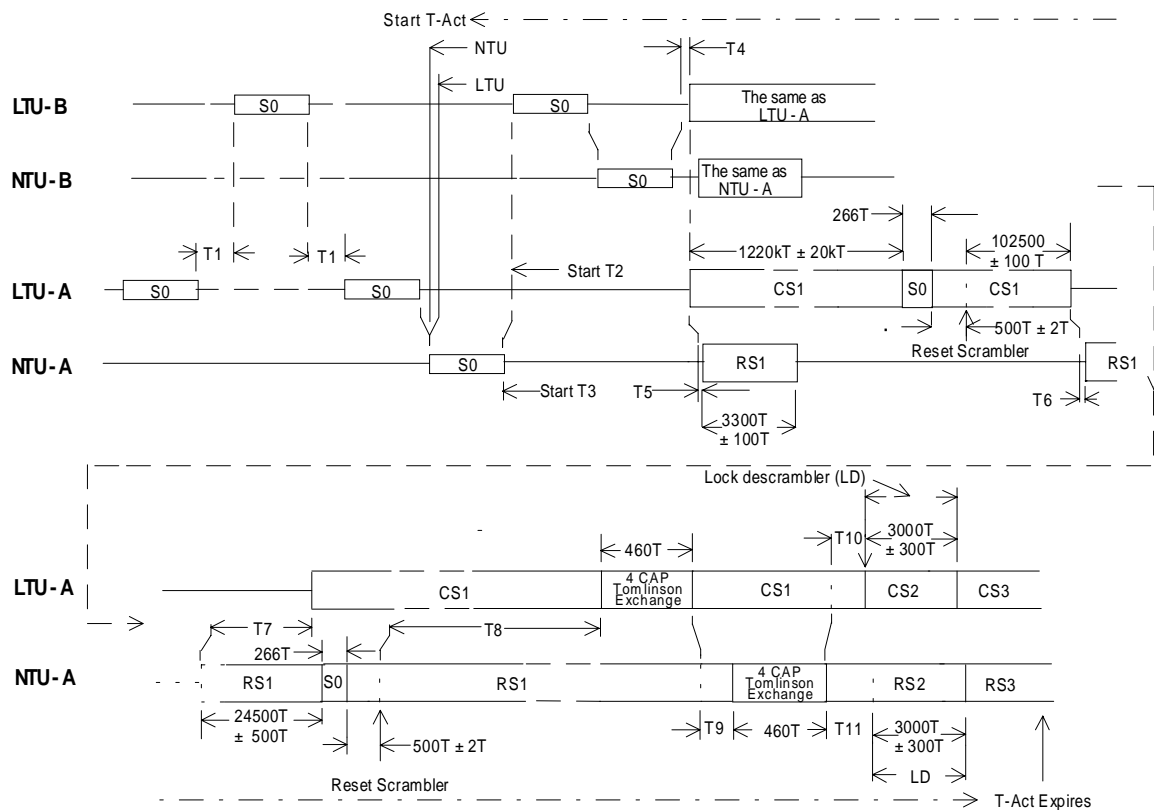 Start T-Act
NTU
T4
LTU
LTU-B
S0
S0
The same as
LTU - A
NTU-B
S0
The same as
NTU - A
266T
T1
T1
1220kT ± 20kT
102500
± 100 T
Start T2
LTU-A
S0
S0
CS1
S0
CS1
500T ± 2T
Reset Scrambler
NTU-A
S0
RS1
RS1
Start T3
T5
T6
3300T
± 100T
Lock descrambler (LD)
460T
T10
3000T
± 300T
LTU-A
CS1
4 CAP
Tomlinson
Exchange
CS1
CS2
CS3
T7
T8
266T
NTU-A
RS1
S0
RS1
4 CAP
Tomlinson
Exchange
RS2
RS3
24500T
± 500T
500T ± 2T
T9
460T
T11
3000T
± 300T
LD
Reset Scrambler
T-Act Expires